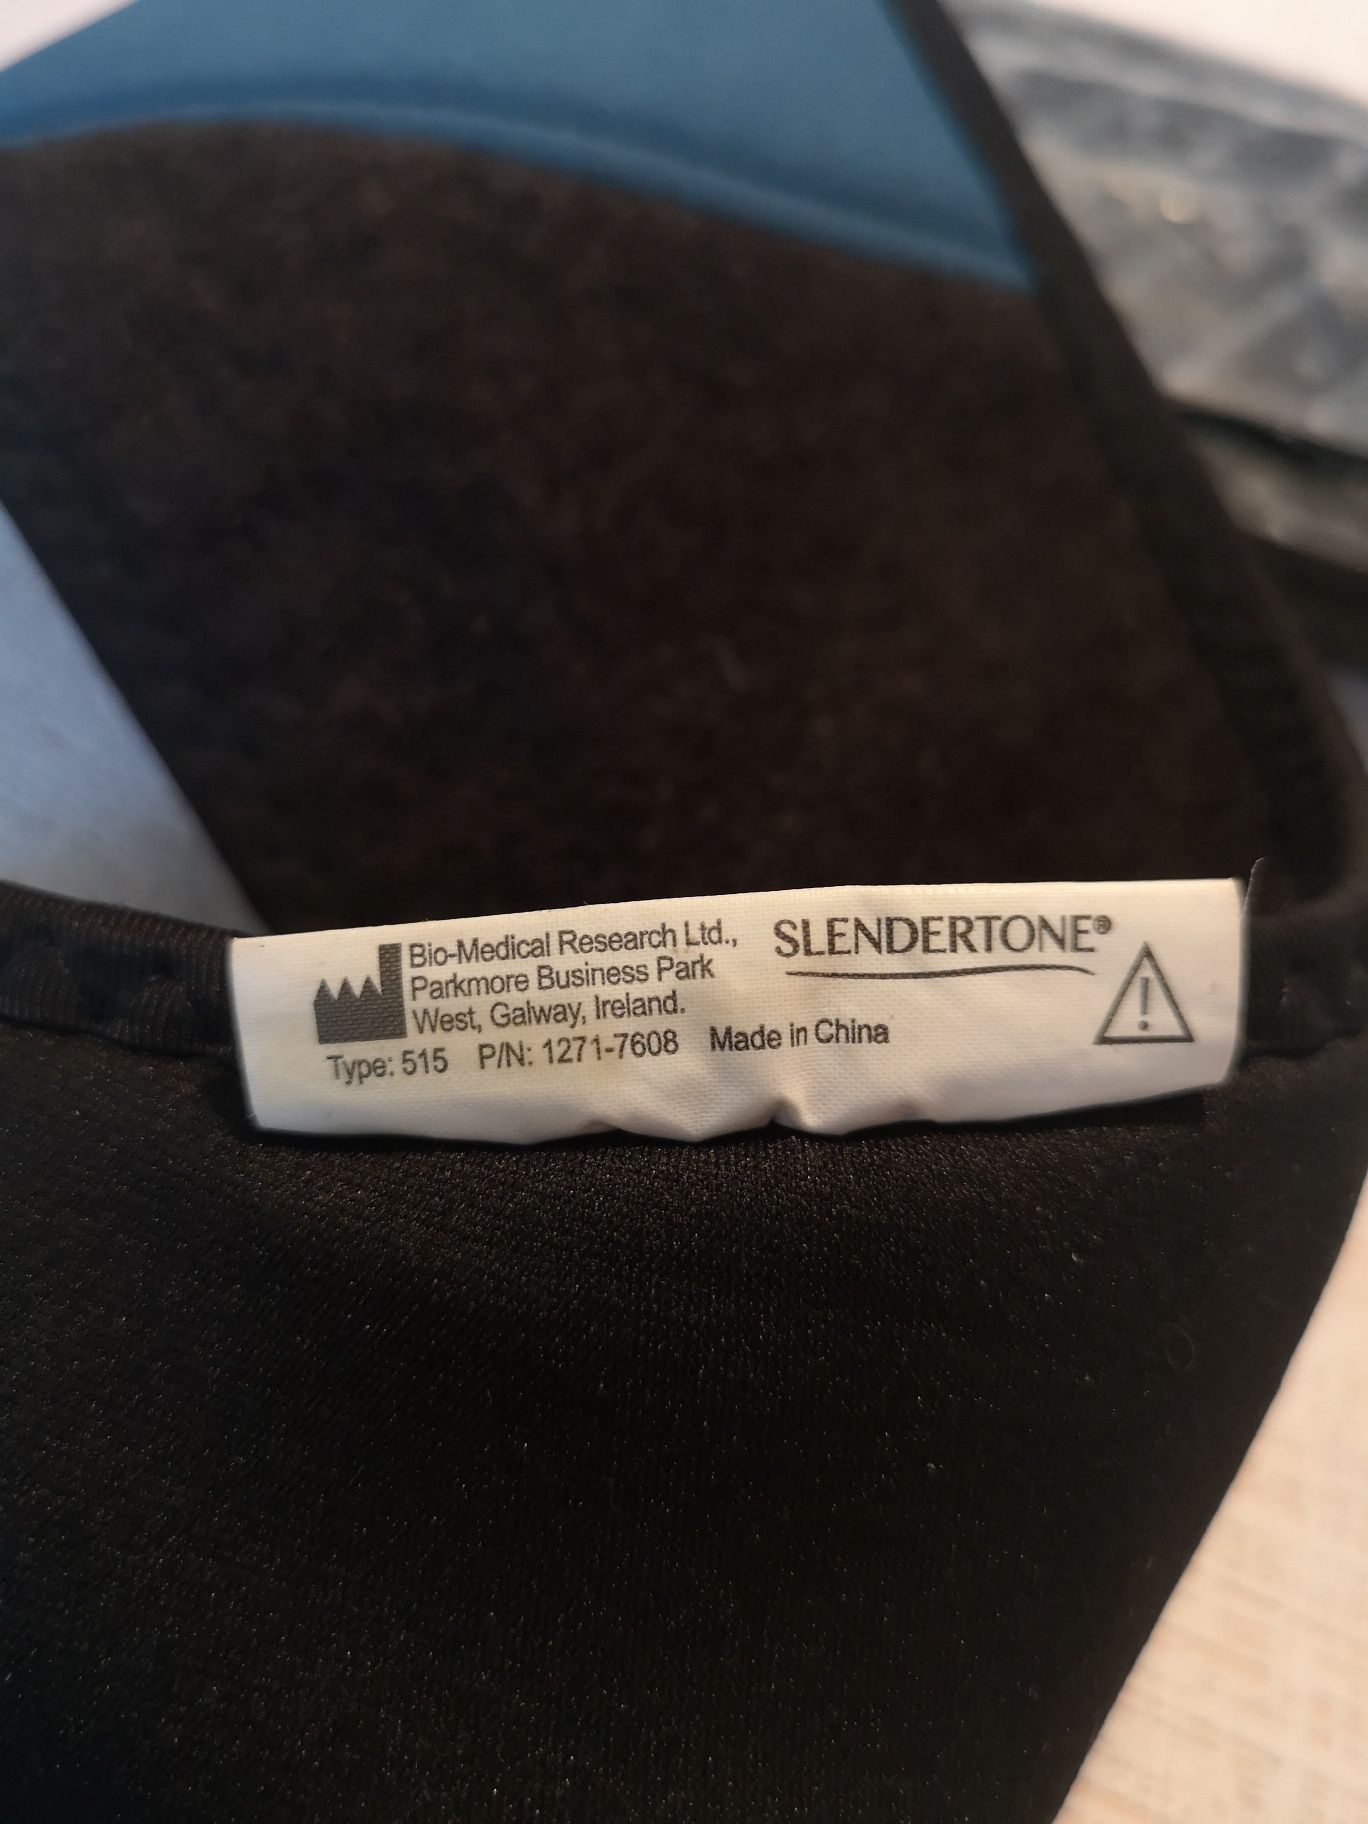 Bio-Medical Research Ltd.,
Parkmore Business Park
West, Galway, Ireland.
Type: 515 P/N: 1271-7608 Made in China
SLENDERTONE®